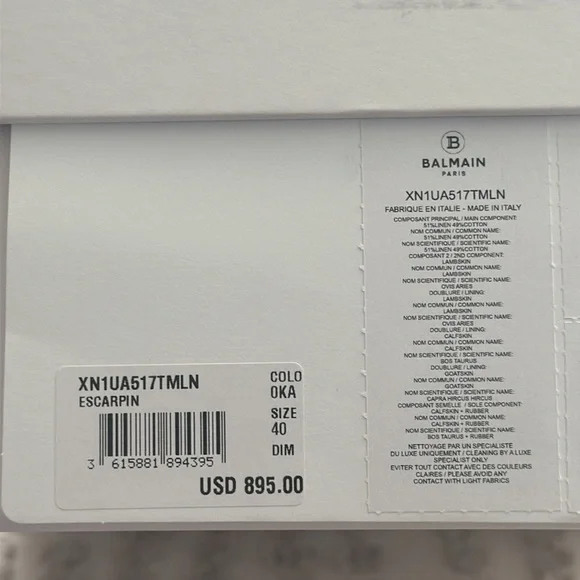 B
BALMAIN
PARIS
XN1UA517TMLN
FABRIQUE EN ITALIE - MADE IN ITALY
COMPOSANT PRINCIPAL / MAIN COMPONENT:
51%LINEN 49%COTTON
NOM COMMUN / COMMON NAME:
51%LINEN 49%COTTON
NOM SCIENTIFIQUE / SCIENTIFIC NAME:
51%LINEN 49%COTTON
COMPOSANT 2 / 2ND COMPONENT:
LAMBSKIN
NOM COMMUN / COMMON NAME:
LAMBSKIN
NOM SCIENTIFIQUE / SCIENTIFIC NAME:
OVIS ARIES
DOUBLURE / LINING:
LAMBSKIN
NOM COMMUN / COMMON NAME:
LAMBSKIN
NOM SCIENTIFIQUE / SCIENTIFIC NAME:
OVIS ARIES
DOUBLURE / LINING:
CALFSKIN
NOM COMMUN / COMMON NAME:
CALFSKIN
NOM SCIENTIFIQUE / SCIENTIFIC NAME:
BOS TAURUS
DOUBLURE / LINING:
GOATSKIN
NOM COMMUN / COMMON NAME:
GOATSKIN
NOM SCIENTIFIQUE / SCIENTIFIC NAME:
CAPRA HIRCUS HIRCUS
COMPOSANT SEMELLE / SOLE COMPONENT:
CALFSKIN + RUBBER
NOM COMMUN / COMMON NAME:
CALFSKIN + RUBBER
NOM SCIENTIFIQUE / SCIENTIFIC NAME:
BOS TAURUS + RUBBER
NETTOYAGE PAR UN SPÉCIALISTE
DU LUXE UNIQUEMENT / CLEANING BY A LUXE
SPECIALIST ONLY
EVITER TOUT CONTACT AVEC DES COULEURS
CLAIRES / PLEASE AVOID ANY
CONTACT WITH LIGHT FABRICS
XN1UA517TMLN
ESCARPIN
COLO
0KA
SIZE
40
DIM
3 615881 894395
USD 895.00